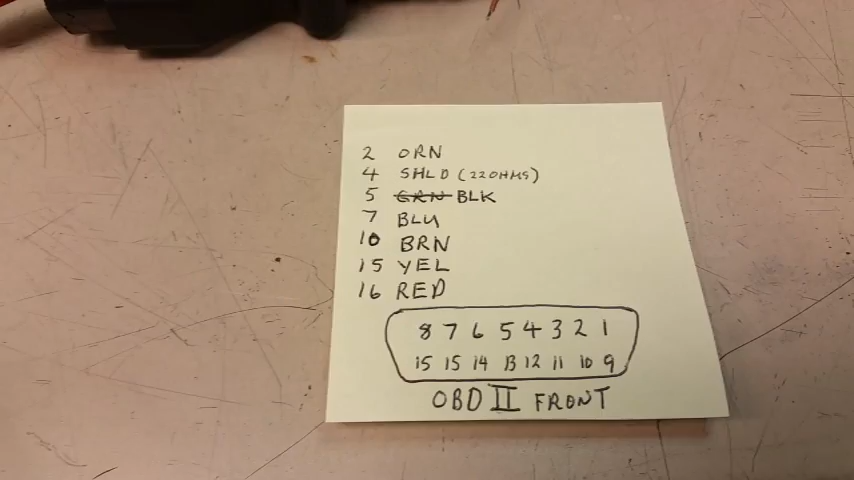 2 ORN
4 SHLD (22OHMS)
5 GRN BLK
7 BLU
10 BRN
15 YEL
16 RED
8 7 6 5 4 3 2 1
15 15 14 13 12 11 10 9
OBD II FRONT